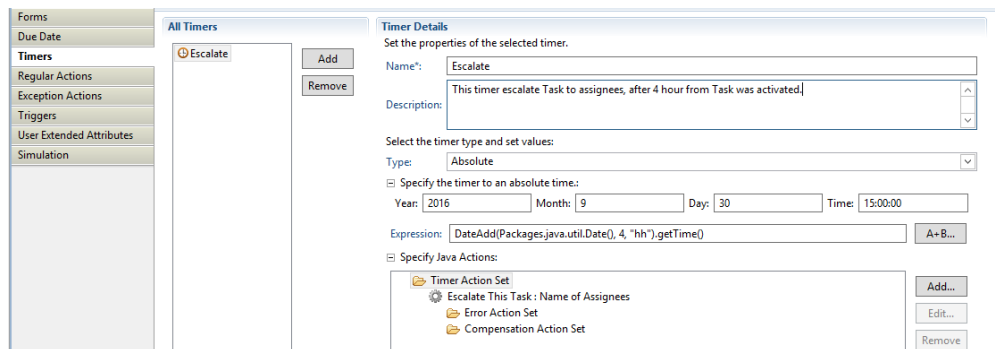 Forms
Due Date
Timers
Regular Actions
Exception Actions
Triggers
User Extended Attributes
Simulation
All Timers
Escalate
Add
Remove
Timer Details
Set the properties of the selected timer.
Name*: Escalate
Description: This timer escalate Task to assignees, after 4 hour from Task was activated.
Select the timer type and set values:
Type: Absolute
Specify the timer to an absolute time.:
Year: 2016 Month: 9 Day: 30 Time: 15:00:00
Expression: DateAdd(Packages.java.util.Date(), 4, "hh").getTime() A+B...
Specify Java Actions:
Timer Action Set
Escalate This Task : Name of Assignees
Error Action Set
Compensation Action Set
Add...
Edit...
Remove